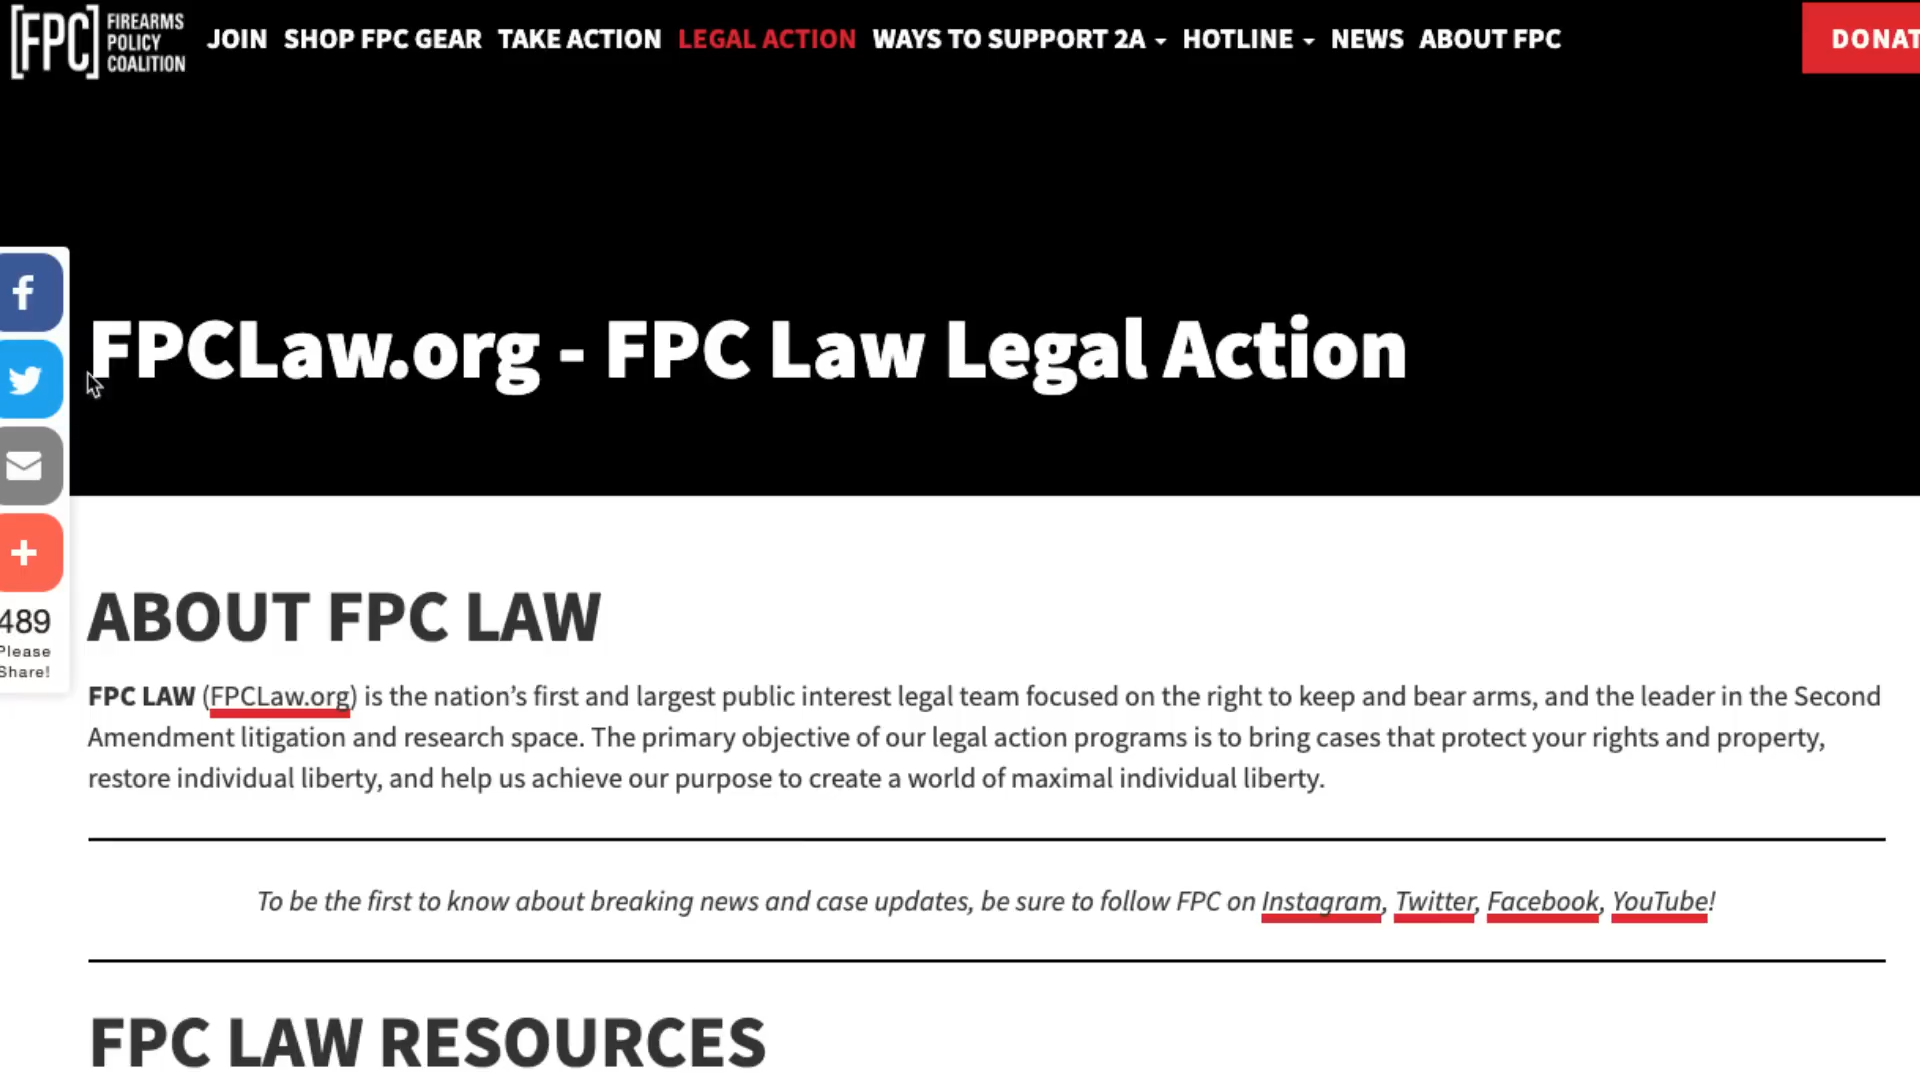 [FPC] FIREARMS
POLICY
COALITION
JOIN SHOP FPC GEAR TAKE ACTION LEGAL ACTION WAYS TO SUPPORT 2A HOTLINE NEWS ABOUT FPC DONAT
FPCLaw.org - FPC Law Legal Action
489
Please
Share!
ABOUT FPC LAW
FPC LAW (FPCLaw.org) is the nation’s first and largest public interest legal team focused on the right to keep and bear arms, and the leader in the Second
Amendment litigation and research space. The primary objective of our legal action programs is to bring cases that protect your rights and property,
restore individual liberty, and help us achieve our purpose to create a world of maximal individual liberty.
To be the first to know about breaking news and case updates, be sure to follow FPC on Instagram, Twitter, Facebook, YouTube!
FPC LAW RESOURCES